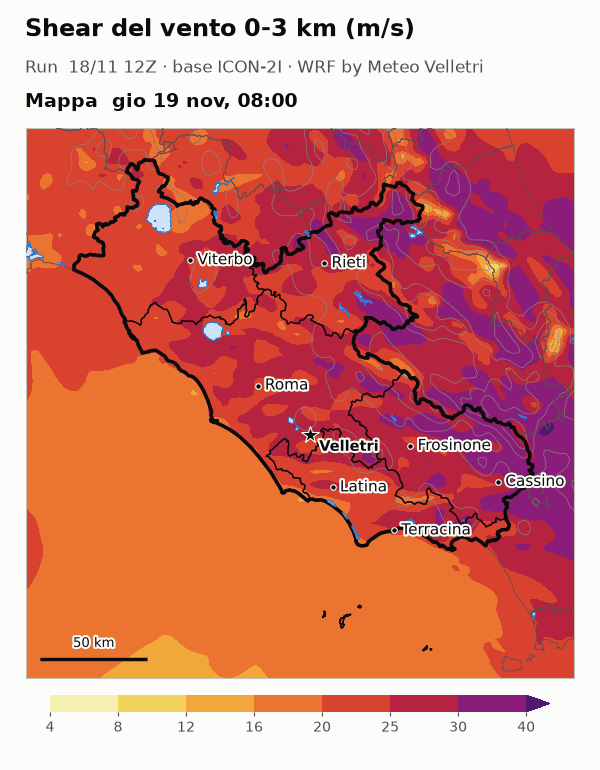 Shear del vento 0-3 km (m/s)
Run  18/11 12Z · base ICON-2I · WRF by Meteo Velletri
Mappa  gio 19 nov, 08:00
Viterbo
Rieti
Roma
Velletri
Frosinone
Cassino
Latina
Terracina
50 km
4 8 12 16 20 25 30 40